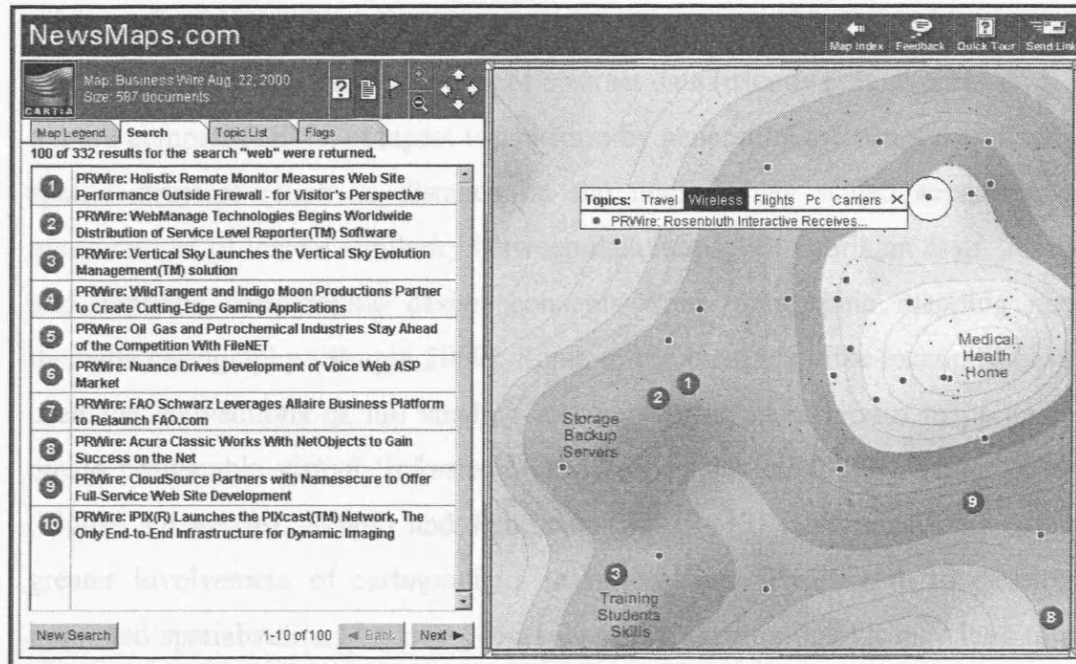 NewsMaps.com
Map Index Feedback Quick Tour Send Link
CARTIA
Map: Business Wire Aug. 22, 2000
Size: 587 documents
?
Map Legend Search Topic List Flags
100 of 332 results for the search "web" were returned.
1 PRWire: Holistix Remote Monitor Measures Web Site
Performance Outside Firewall - for Visitor's Perspective
2 PRWire: WebManage Technologies Begins Worldwide
Distribution of Service Level Reporter(TM) Software
3 PRWire: Vertical Sky Launches the Vertical Sky Evolution
Management(TM) solution
4 PRWire: WildTangent and Indigo Moon Productions Partner
to Create Cutting-Edge Gaming Applications
5 PRWire: Oil Gas and Petrochemical Industries Stay Ahead
of the Competition With FileNET
6 PRWire: Nuance Drives Development of Voice Web ASP
Market
7 PRWire: FAO Schwarz Leverages Allaire Business Platform
to Relaunch FAO.com
8 PRWire: Acura Classic Works With NetObjects to Gain
Success on the Net
9 PRWire: CloudSource Partners with Namesecure to Offer
Full-Service Web Site Development
10 PRWire: iPIX(R) Launches the PIXcast(TM) Network, The
Only End-to-End Infrastructure for Dynamic Imaging
New Search 1-10 of 100 Back Next
Topics: Travel Wireless Flights Pc Carriers X
PRWire: Rosenbluth Interactive Receives...
Medical
Health
Home
1
2
Storage
Backup
Servers
9
3
Training
Students
Skills
8